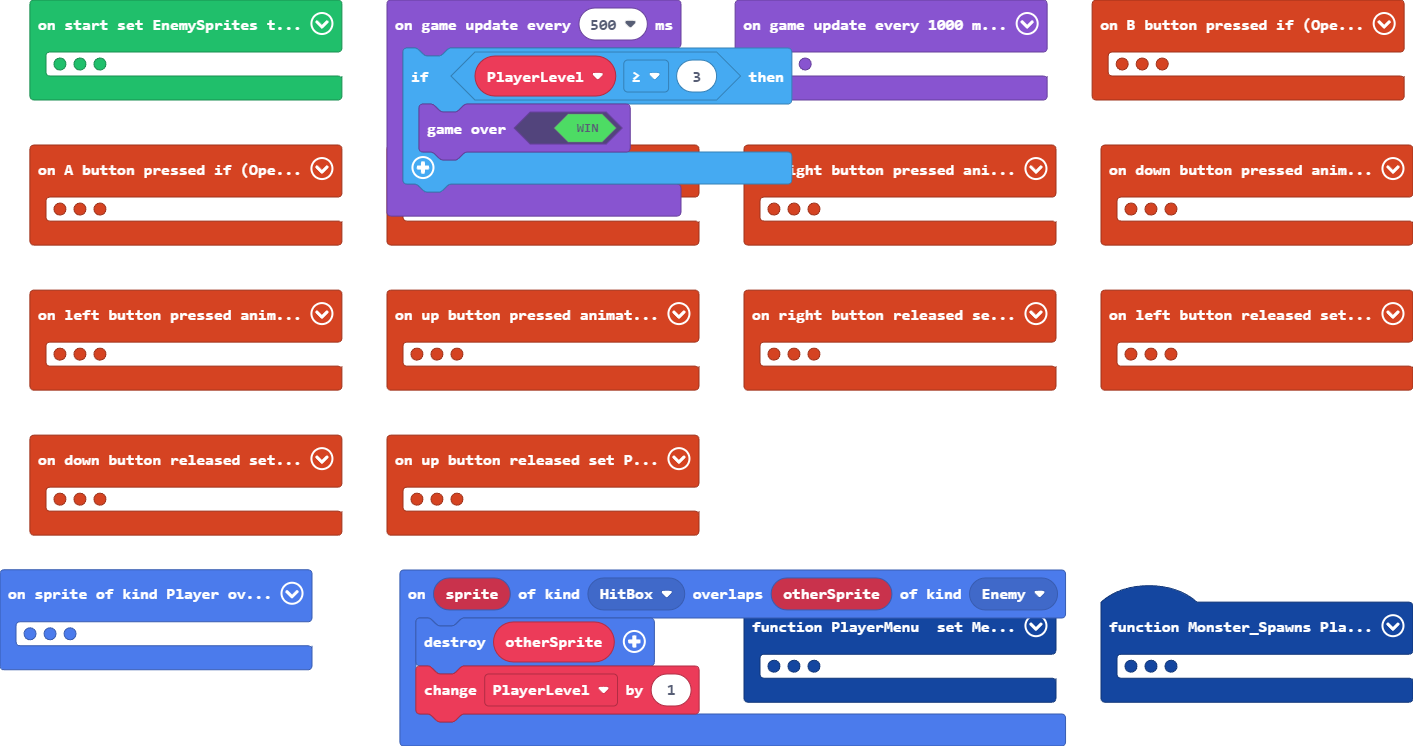 on start set EnemySprites t...
on game update every 500 ms
on game update every 1000 m...
on B button pressed if (Ope...
if PlayerLevel ≥ 3 then
game over WIN
on A button pressed if (Ope...
ight button pressed ani...
on down button pressed anim...
on left button pressed anim...
on up button pressed animat...
on right button released se...
on left button released set...
on down button released set...
on up button released set P...
on sprite of kind Player ov...
on sprite of kind HitBox overlaps otherSprite of kind Enemy
destroy otherSprite
change PlayerLevel by 1
function PlayerMenu set Me...
function Monster_Spawns Pla...